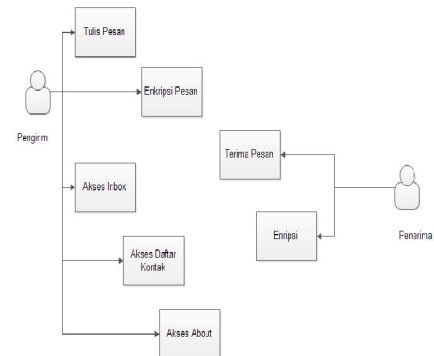 Tulis Pesan
Enkripsi Pesan
Pengirim
Terima Pesan
Akses Inbox
Enripsi
Penerima
Akses Daftar
Kontak
Akses About